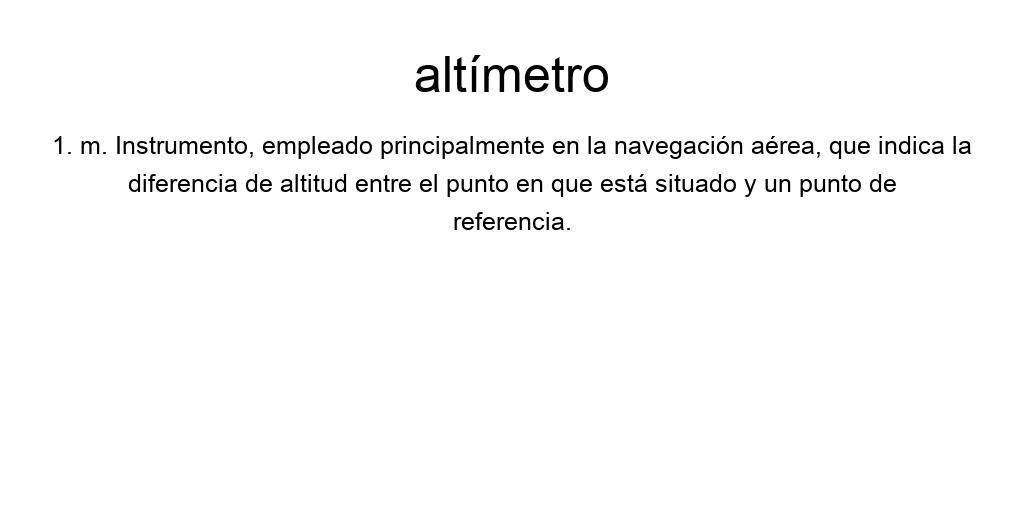 altímetro
1. m. Instrumento, empleado principalmente en la navegación aérea, que indica la
diferencia de altitud entre el punto en que está situado y un punto de
referencia.